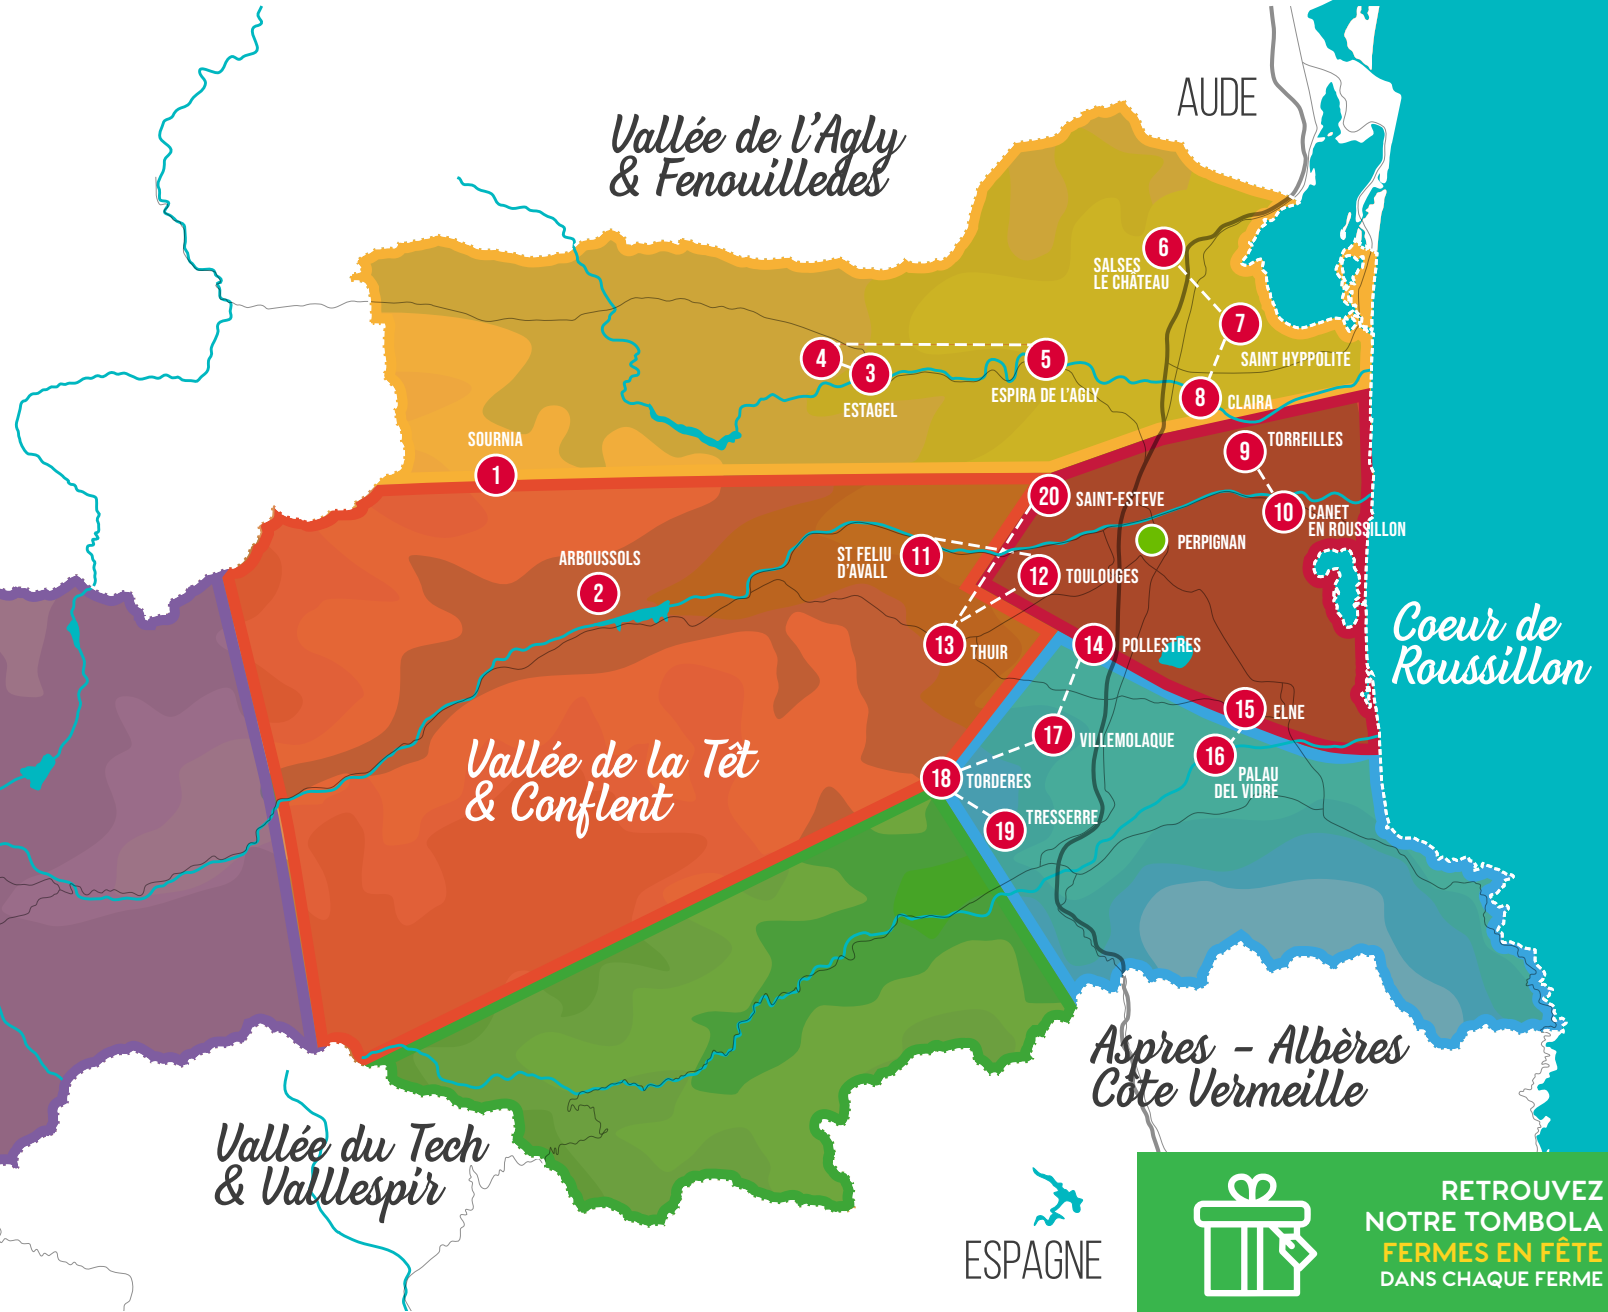 AUDE
Vallée de l'Agly
& Fenouilledes
6
SALSES
LE CHÂTEAU
7
SAINT HYPPOLITE
4
3
ESTAGEL
5
ESPIRA DE L'AGLY
8
CLAIRA
SOURNIA
1
9
TORREILLES
20
SAINT-ESTEVE
10
CANET
EN ROUSSILLON
PERPIGNAN
ST FELIU
D'AVALL
11
ARBOUSSOLS
2
12
TOULOUGES
13
THUIR
14
POLLESTRES
Coeur de
Roussillon
15
ELNE
17
VILLEMOLAQUE
16
PALAU
DEL VIDRE
Vallée de la Têt
& Conflent
18
TORDERES
19
TRESSERRE
Aspres - Albères
Côte Vermeille
Vallée du Tech
& Valllespir
ESPAGNE
RETROUVEZ
NOTRE TOMBOLA
FERMES EN FÊTE
DANS CHAQUE FERME